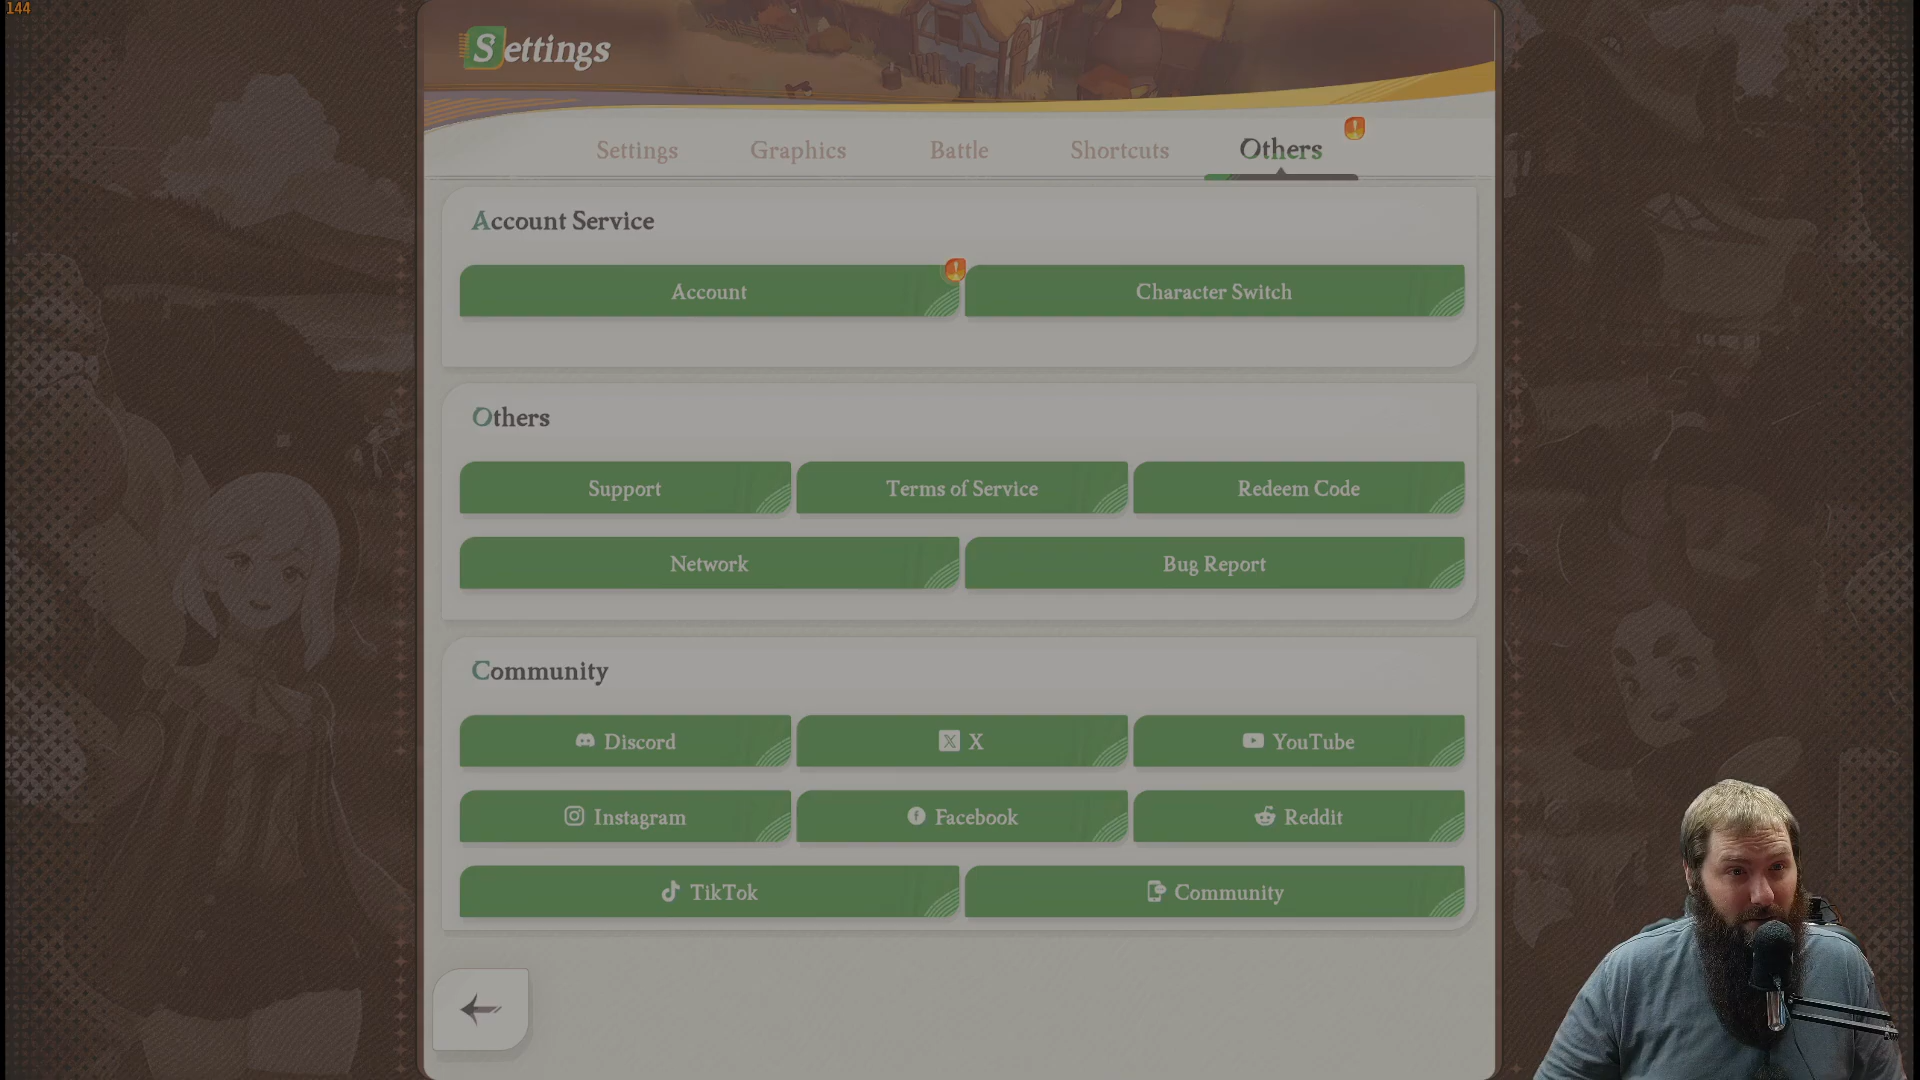 144
Settings
Settings
Graphics
Battle
Shortcuts
Others
Account Service
Account
Character Switch
Others
Support
Terms of Service
Redeem Code
Network
Bug Report
Community
Discord
X
YouTube
Instagram
Facebook
Reddit
TikTok
Community